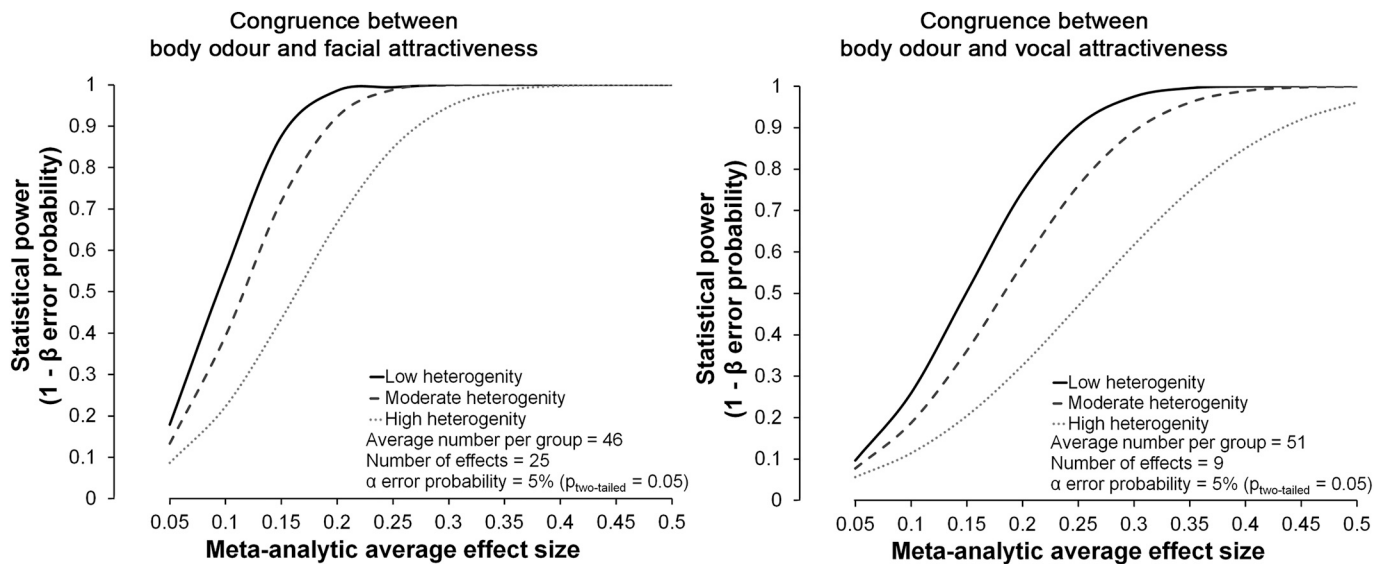 Congruence between
body odour and facial attractiveness
Statistical power
(1 - β error probability)
1
0.9
0.8
0.7
0.6
0.5
0.4
0.3
0.2
0.1
0
Low heterogenity
Moderate heterogenity
High heterogenity
Average number per group = 46
Number of effects = 25
α error probability = 5% (ptwo-tailed = 0.05)
0.05 0.1 0.15 0.2 0.25 0.3 0.35 0.4 0.45 0.5
Meta-analytic average effect size
Congruence between
body odour and vocal attractiveness
Statistical power
(1 - β error probability)
1
0.9
0.8
0.7
0.6
0.5
0.4
0.3
0.2
0.1
0
Low heterogenity
Moderate heterogenity
High heterogenity
Average number per group = 51
Number of effects = 9
α error probability = 5% (ptwo-tailed = 0.05)
0.05 0.1 0.15 0.2 0.25 0.3 0.35 0.4 0.45 0.5
Meta-analytic average effect size